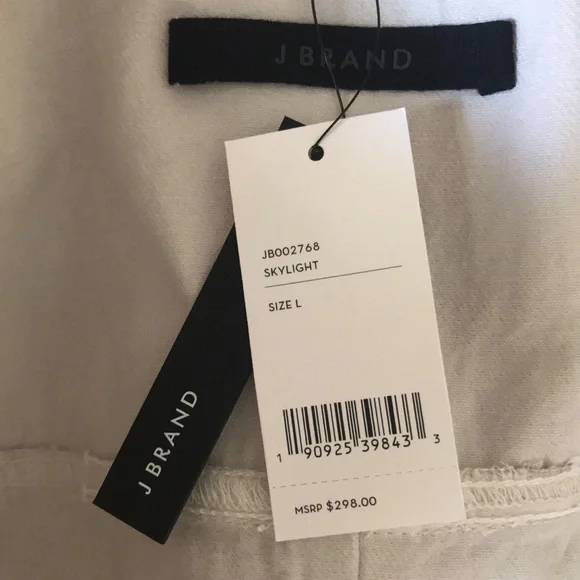 J BRAND
JB002768
SKYLIGHT
SIZE L
1 90925 39843 3
MSRP $298.00
J BRAND